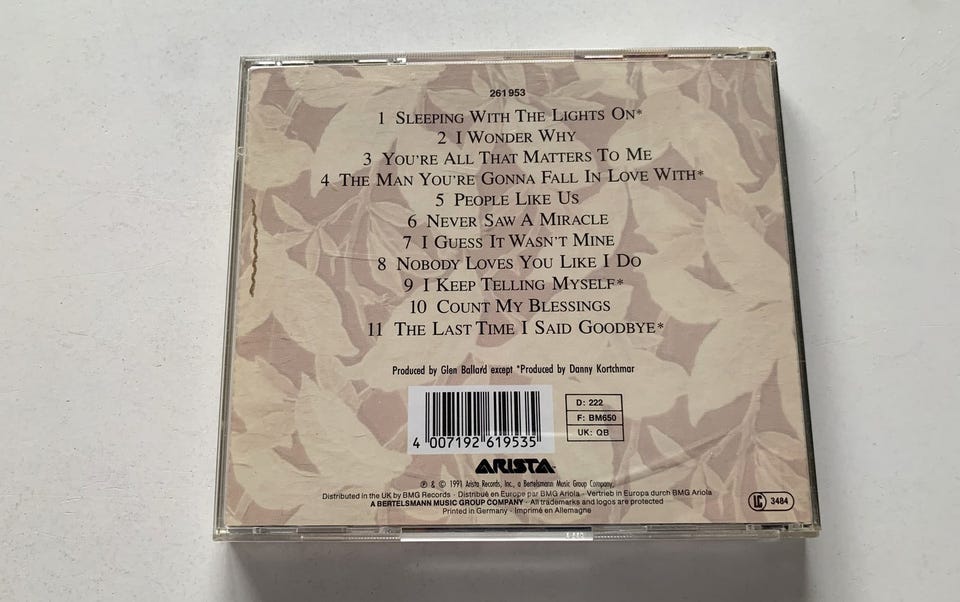 261 953
1 Sleeping With The Lights On*
2 I Wonder Why
3 You're All That Matters To Me
4 The Man You're Gonna Fall In Love With*
5 People Like Us
6 Never Saw A Miracle
7 I Guess It Wasn't Mine
8 Nobody Loves You Like I Do
9 I Keep Telling Myself*
10 Count My Blessings
11 The Last Time I Said Goodbye*
Produced by Glen Ballard except *Produced by Danny Kortchmar
4 007192 619535
D: 222
F: BM650
UK: QB
ARISTA
℗ & © 1991 Arista Records, Inc., a Bertelsmann Music Group Company.
Distributed in the UK by BMG Records · Distribué en Europe par BMG Ariola · Vertrieb in Europa durch BMG Ariola
A BERTELSMANN MUSIC GROUP COMPANY · All trademarks and logos are protected
Printed in Germany · Imprimé en Allemagne
LC 3484